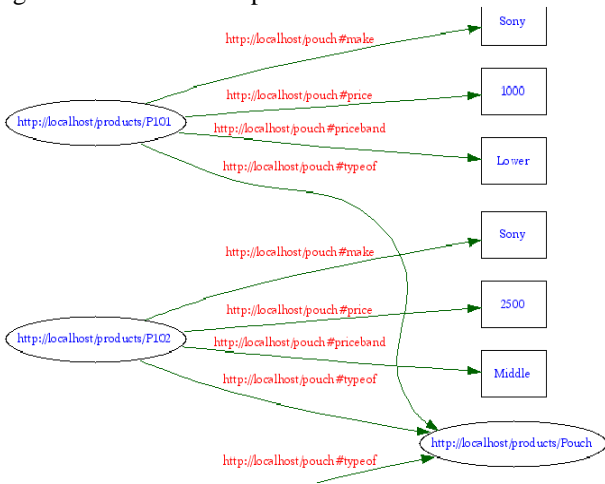 http://localhost/pouch#make
Sony
http://localhost/pouch#price
1000
http://localhost/products/P101
http://localhost/pouch#priceband
Lower
http://localhost/pouch#typeof
Sony
http://localhost/pouch#make
http://localhost/pouch#price
2500
http://localhost/products/P102
http://localhost/pouch#priceband
Middle
http://localhost/pouch#typeof
http://localhost/products/Pouch
http://localhost/pouch#typeof